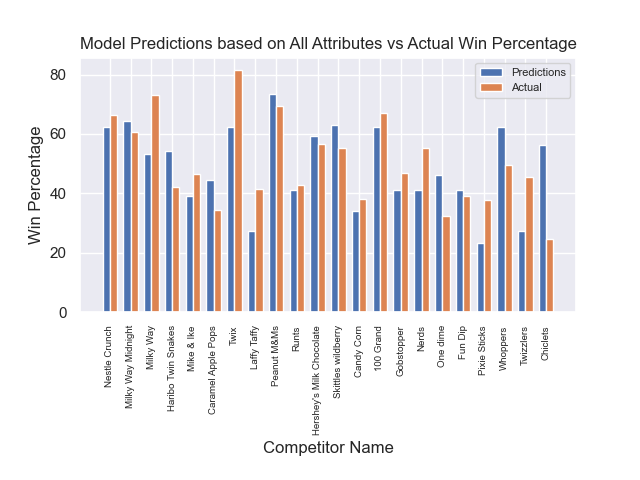 Model Predictions based on All Attributes vs Actual Win Percentage
Predictions
Actual
Win Percentage
80
60
40
20
0
Nestle Crunch
Milky Way Midnight
Milky Way
Haribo Twin Snakes
Mike & Ike
Caramel Apple Pops
Twix
Laffy Taffy
Peanut M&Ms
Runts
Hershey's Milk Chocolate
Skittles wildberry
Candy Corn
100 Grand
Gobstopper
Nerds
One dime
Fun Dip
Pixie Sticks
Whoppers
Twizzlers
Chiclets
Competitor Name